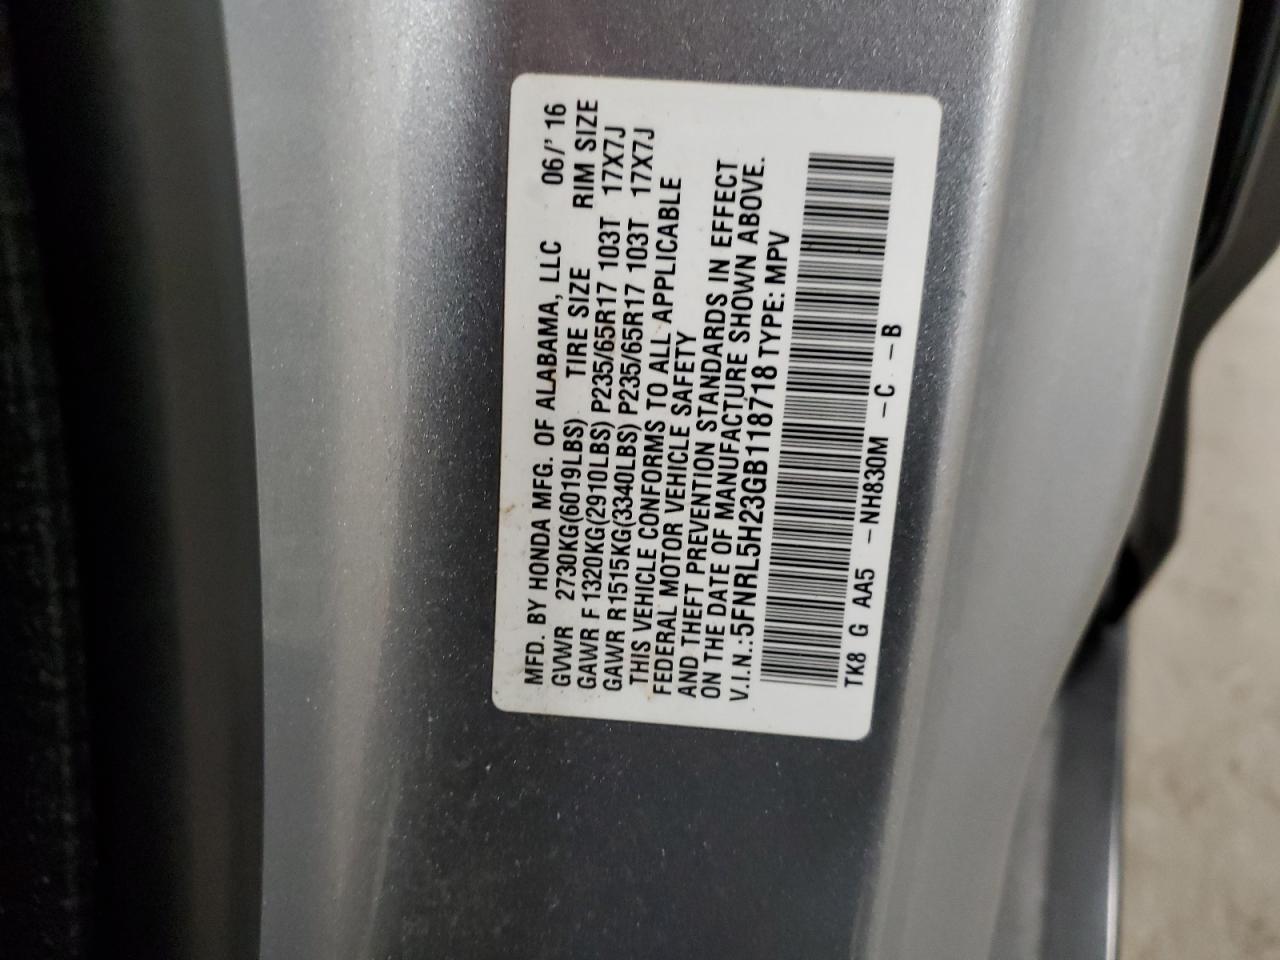 MFD. BY HONDA MFG. OF ALABAMA, LLC 06/'16
GVWR 2730KG(6019LBS) TIRE SIZE RIM SIZE
GAWR F 1320KG(2910LBS) P235/65R17 103T 17X7J
GAWR R 1515KG(3340LBS) P235/65R17 103T 17X7J
THIS VEHICLE CONFORMS TO ALL APPLICABLE
FEDERAL MOTOR VEHICLE SAFETY
AND THEFT PREVENTION STANDARDS IN EFFECT
ON THE DATE OF MANUFACTURE SHOWN ABOVE.
V.I.N.:5FNRL5H23GB118718 TYPE: MPV
TK8 G AA5 -NH830M -C -B